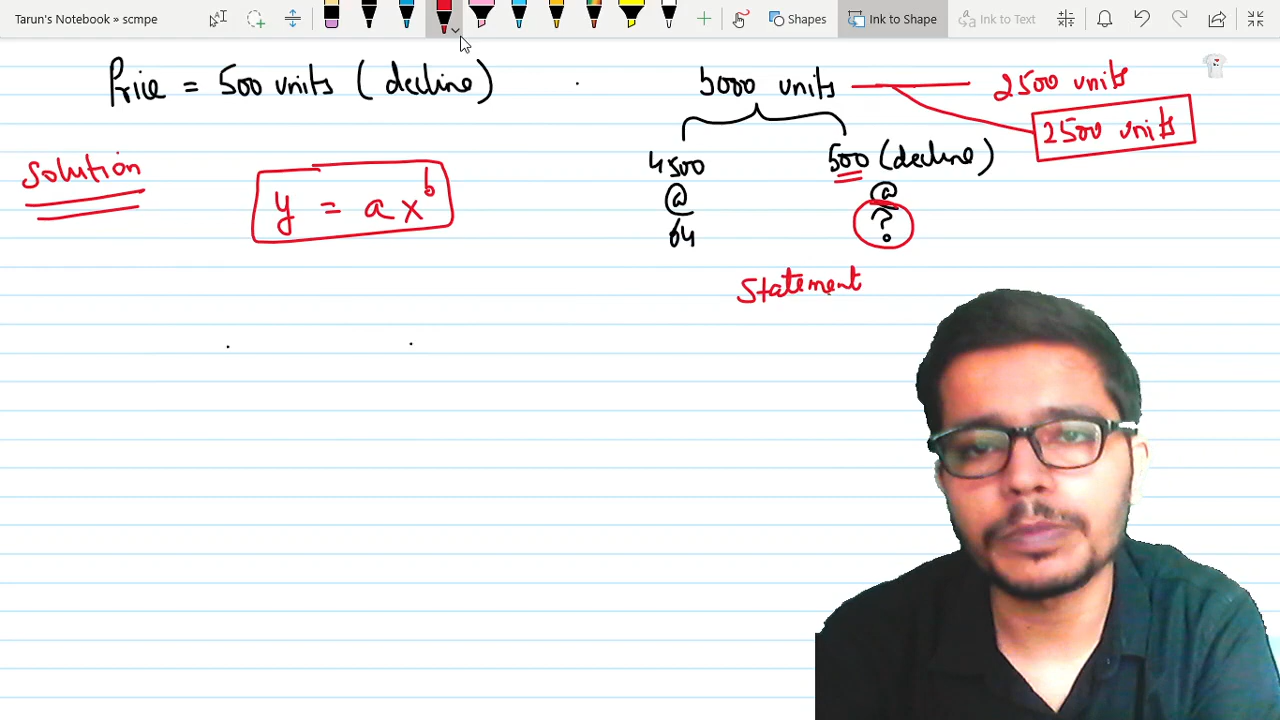 Tarun's Notebook » scmpe
Shapes
Ink to Shape
Ink to Text
Price = 500 units (decline)
5000 units
2500 units
2500 units
4500
500 (decline)
@
@
64
?
Solution
y = ax^b
Statement